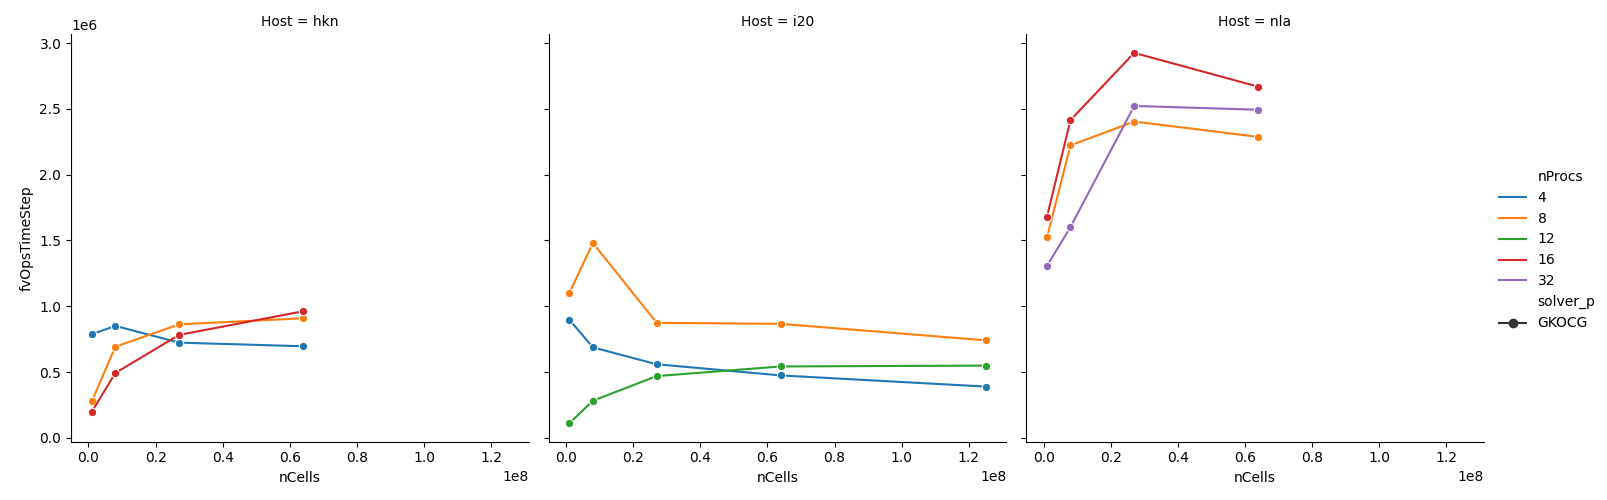 Host = hkn
Host = i20
Host = nla
1e6
3.0
2.5
2.0
1.5
1.0
0.5
0.0
fvOpsTimeStep
0.0 0.2 0.4 0.6 0.8 1.0 1.2
1e8
nCells
0.0 0.2 0.4 0.6 0.8 1.0 1.2
1e8
nCells
0.0 0.2 0.4 0.6 0.8 1.0 1.2
1e8
nCells
nProcs
4
8
12
16
32
solver_p
GKOCG